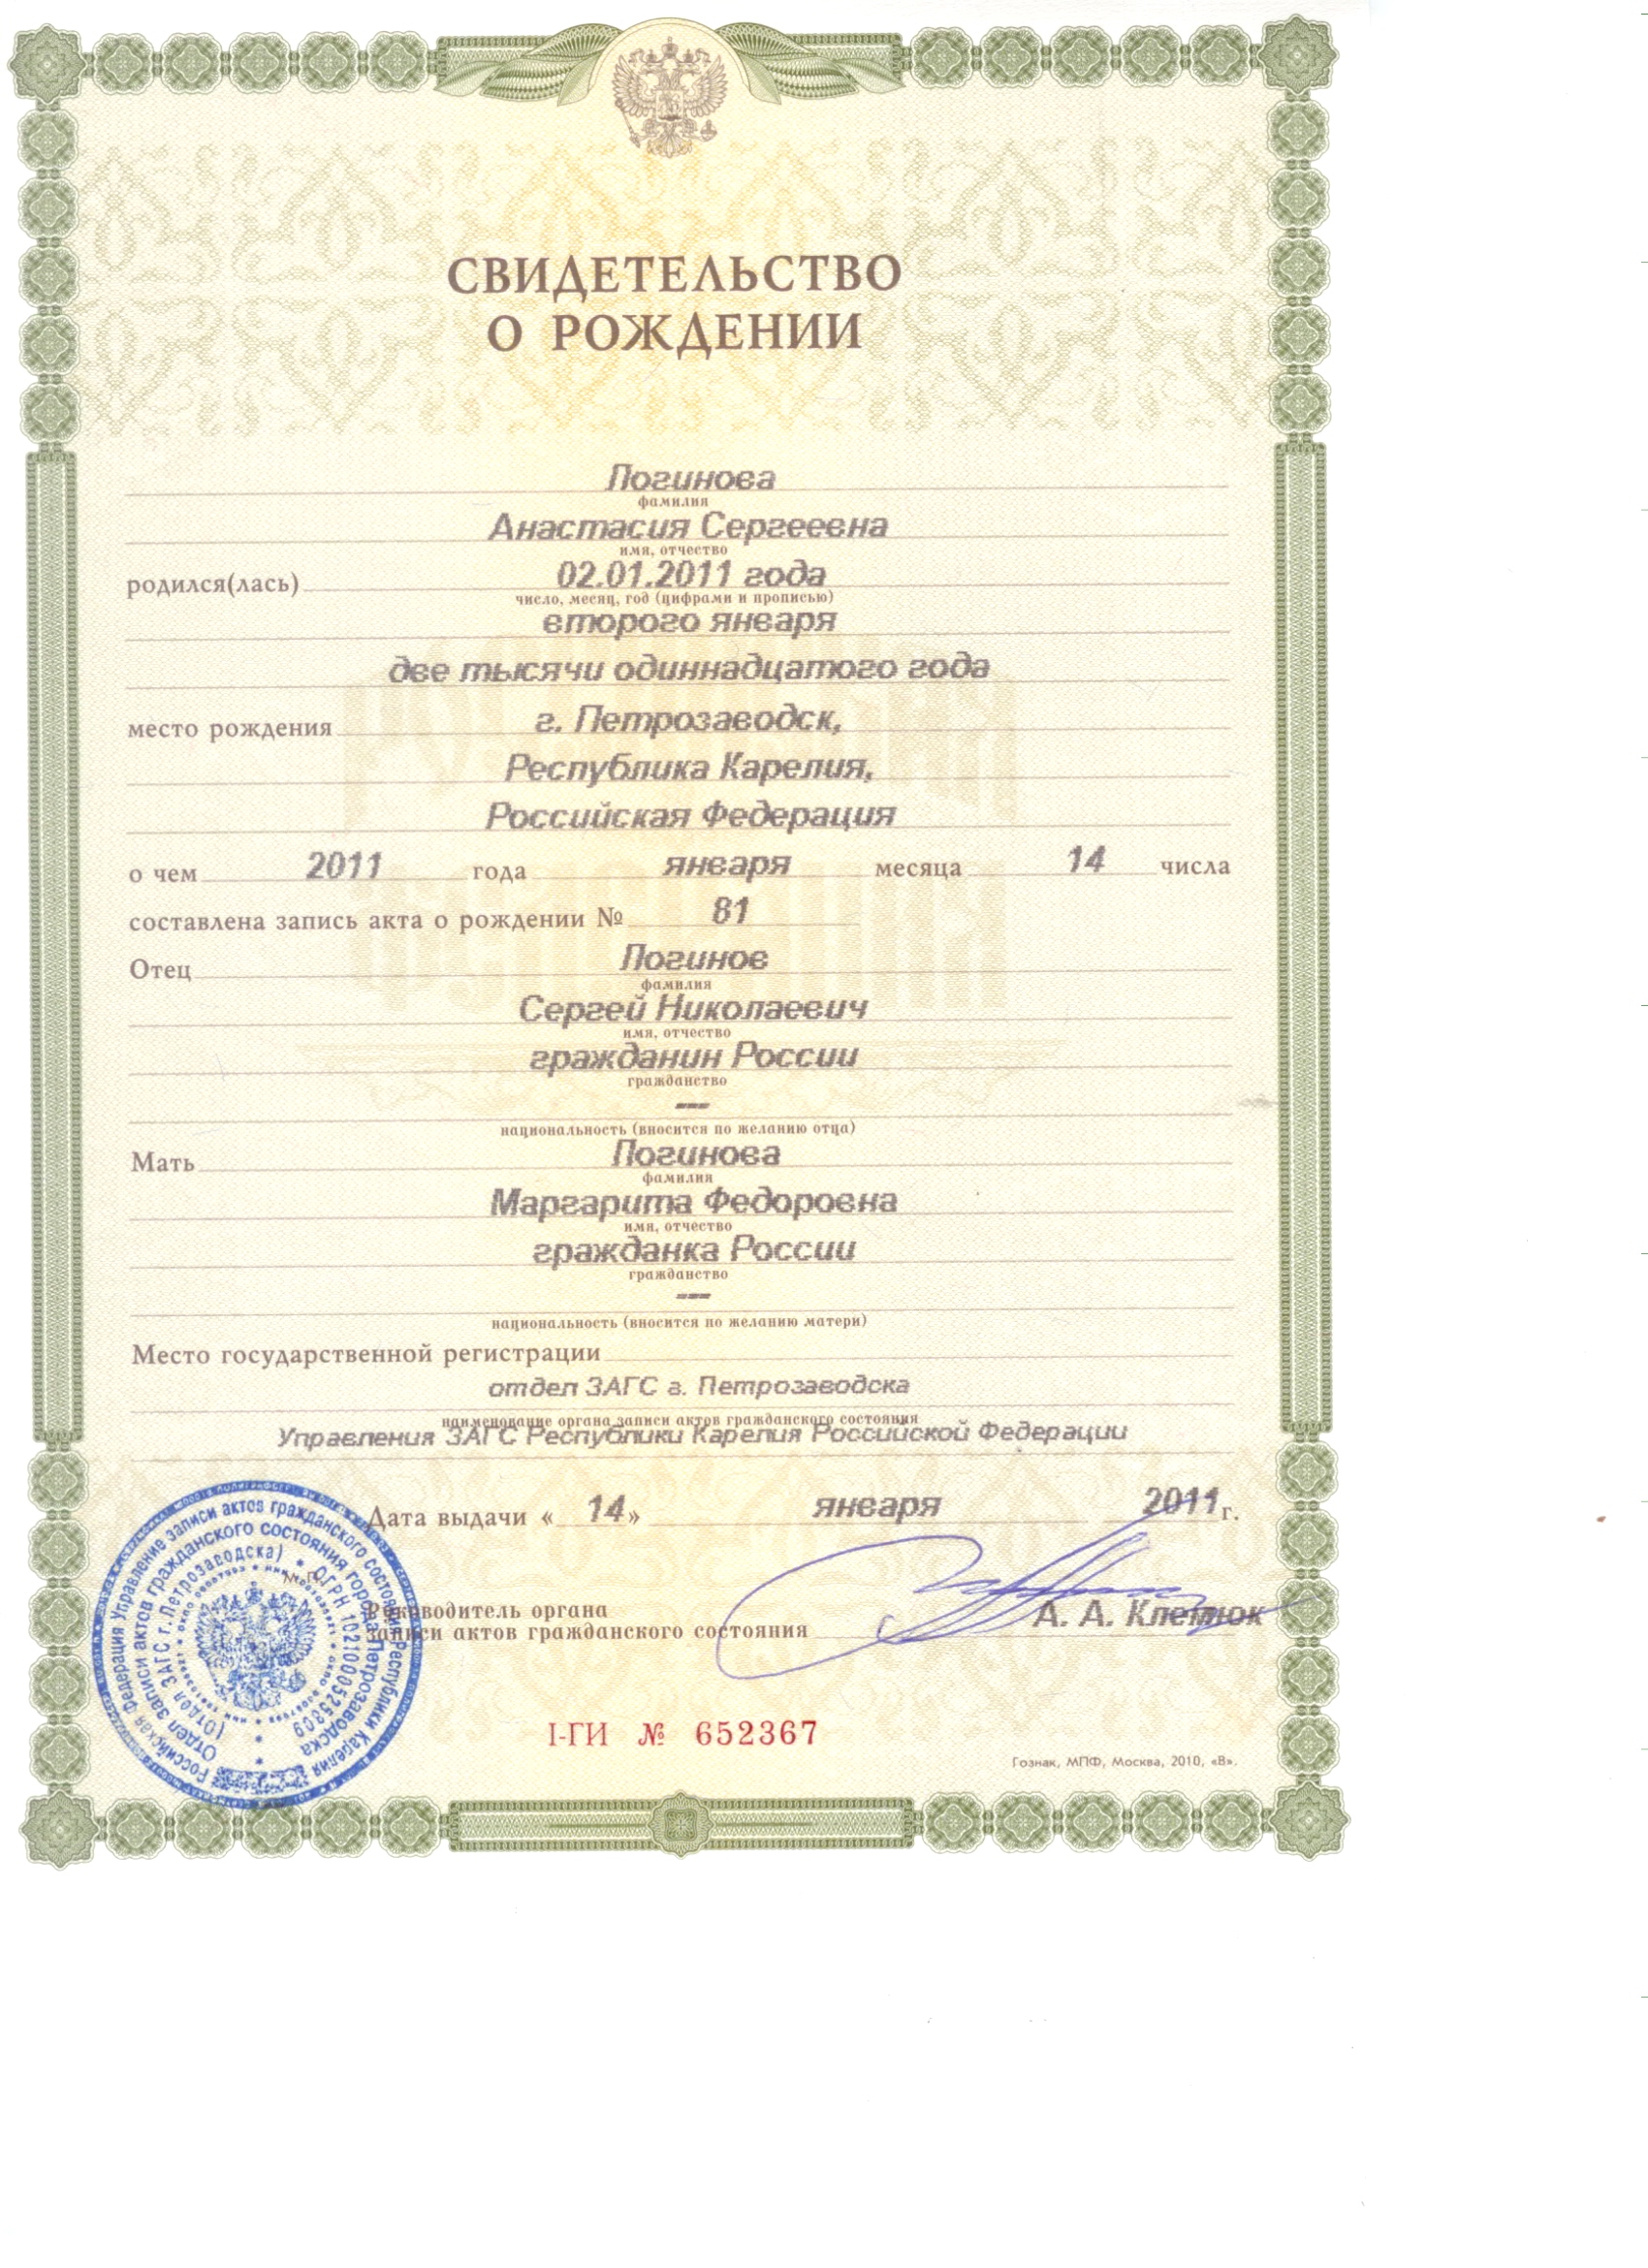 СВИДЕТЕЛЬСТВО
О РОЖДЕНИИ
Логинова
фамилия
Анастасия Сергеевна
имя, отчество
родился(лась) 02.01.2011 года
число, месяц, год (цифрами и прописью)
второго января
две тысячи одиннадцатого года
место рождения г. Петрозаводск,
Республика Карелия,
Российская Федерация
о чем 2011 года января месяца 14 числа
составлена запись акта о рождении № 81
Отец Логинов
фамилия
Сергей Николаевич
имя, отчество
гражданин России
гражданство
---
национальность (вносится по желанию отца)
Мать Логинова
фамилия
Маргарита Федоровна
имя, отчество
гражданка России
гражданство
---
национальность (вносится по желанию матери)
Место государственной регистрации
отдел ЗАГС г. Петрозаводска
наименование органа записи актов гражданского состояния
Управления ЗАГС Республики Карелия Российской Федерации
Дата выдачи « 14 » января 2011 г.
М.П.
Руководитель органа
записи актов гражданского состояния А. А. Клемюк
I-ГИ № 652367
Гознак, МПФ, Москва, 2010, «В».
Российская Федерация Управление записи актов гражданского состояния Республики Карелия
Отдел записи актов гражданского состояния города Петрозаводска
(Отдел ЗАГС г. Петрозаводска) * ОГРН 1021000525809